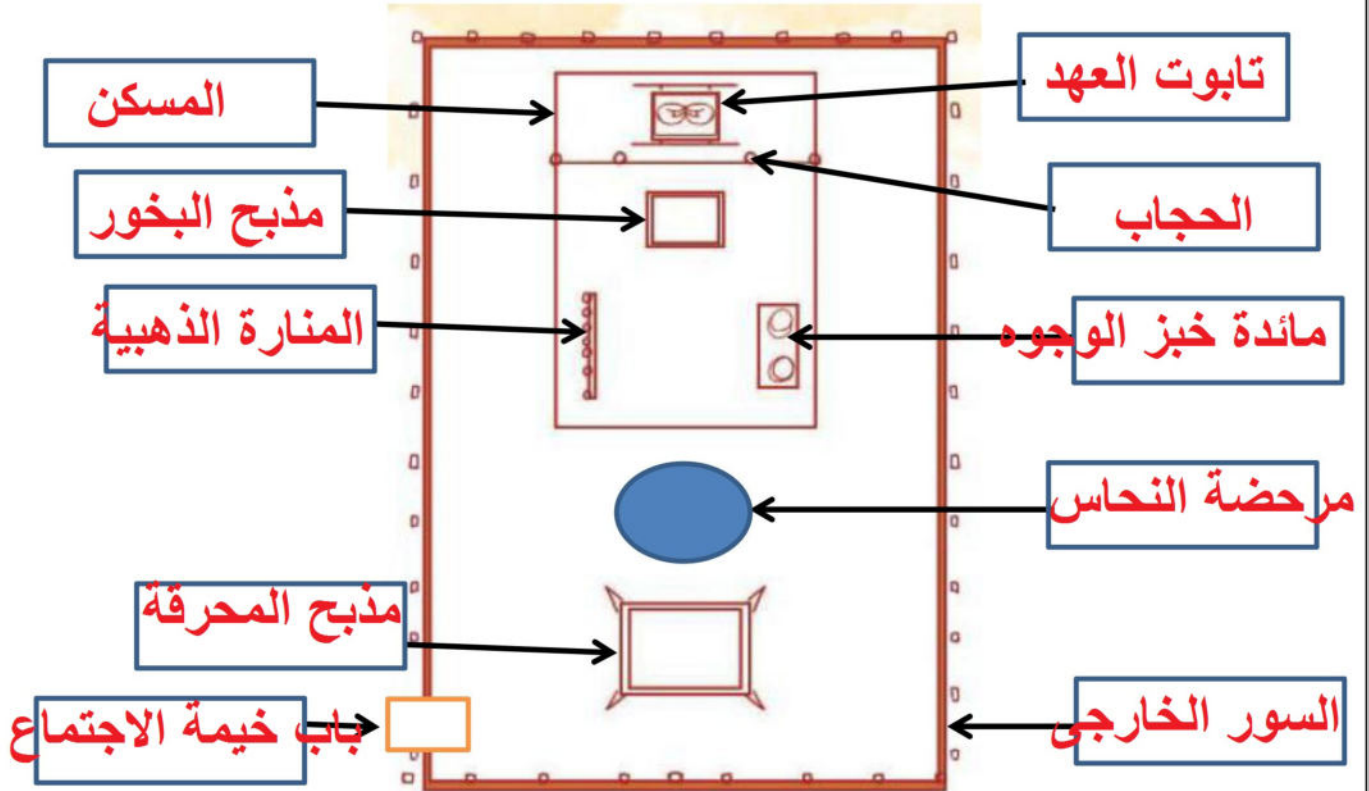 تابوت العهد
المسكن
الحجاب
مذبح البخور
مائدة خبز الوجوه
المنارة الذهبية
مرحضة النحاس
مذبح المحرقة
السور الخارجى
باب خيمة الاجتماع